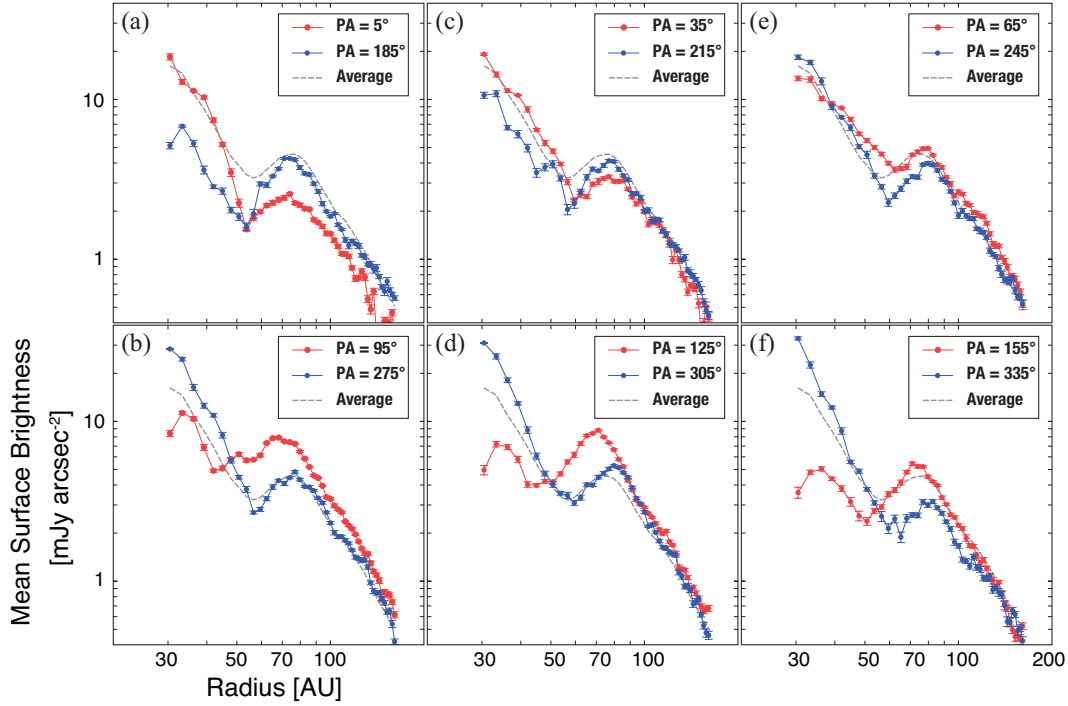 (a)
PA = 5°
PA = 185°
Average
(c)
PA = 35°
PA = 215°
Average
(e)
PA = 65°
PA = 245°
Average
10
1
(b)
PA = 95°
PA = 275°
Average
(d)
PA = 125°
PA = 305°
Average
(f)
PA = 155°
PA = 335°
Average
10
1
Mean Surface Brightness
[mJy arcsec⁻²]
30 50 70 100 30 50 70 100 30 50 70 100 200
Radius [AU]